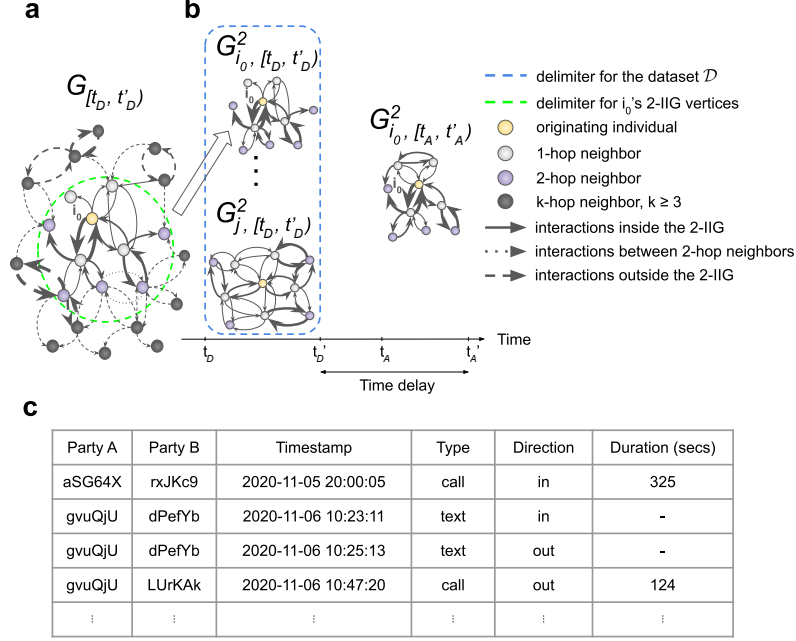 a
b
G[tD, t'D)
i0
G2i0, [tD, t'D)
i0
G2j, [tD, t'D)
G2i0, [tA, t'A)
i0
delimiter for the dataset D
delimiter for i0's 2-IIG vertices
originating individual
1-hop neighbor
2-hop neighbor
k-hop neighbor, k ≥ 3
interactions inside the 2-IIG
interactions between 2-hop neighbors
interactions outside the 2-IIG
tD tD' tA tA' Time
Time delay
c
Party A Party B Timestamp Type Direction Duration (secs)
aSG64X rxJKc9 2020-11-05 20:00:05 call in 325
gvuQjU dPefYb 2020-11-06 10:23:11 text in -
gvuQjU dPefYb 2020-11-06 10:25:13 text out -
gvuQjU LUrKAk 2020-11-06 10:47:20 call out 124
⋮ ⋮ ⋮ ⋮ ⋮ ⋮